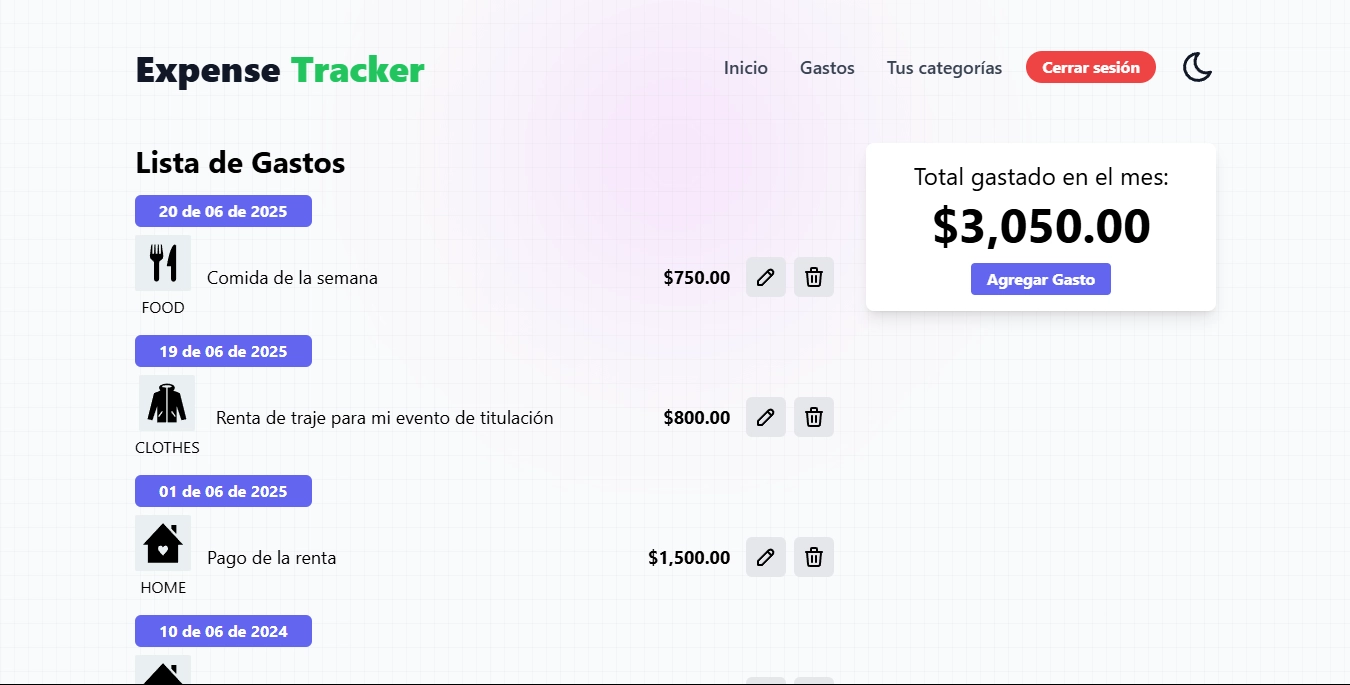 Expense Tracker
Inicio Gastos Tus categorías Cerrar sesión
Lista de Gastos
20 de 06 de 2025
Comida de la semana $750.00
FOOD
19 de 06 de 2025
Renta de traje para mi evento de titulación $800.00
CLOTHES
01 de 06 de 2025
Pago de la renta $1,500.00
HOME
10 de 06 de 2024
Total gastado en el mes:
$3,050.00
Agregar Gasto